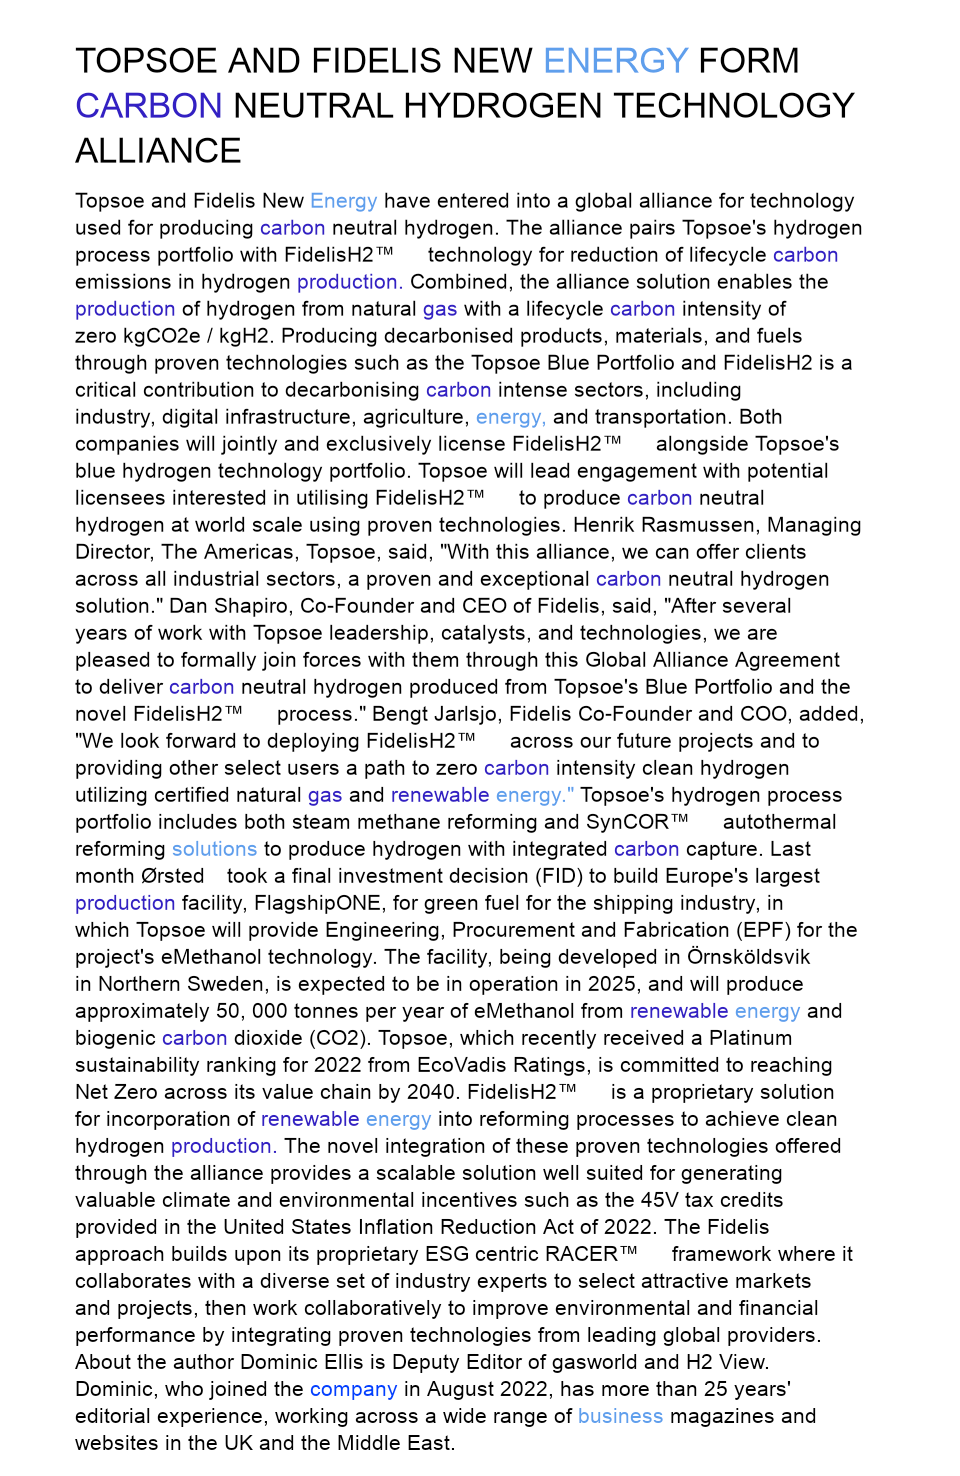 TOPSOE AND FIDELIS NEW ENERGY FORM
CARBON NEUTRAL HYDROGEN TECHNOLOGY
ALLIANCE
Topsoe and Fidelis New Energy have entered into a global alliance for technology
used for producing carbon neutral hydrogen. The alliance pairs Topsoe's hydrogen
process portfolio with FidelisH2™ technology for reduction of lifecycle carbon
emissions in hydrogen production. Combined, the alliance solution enables the
production of hydrogen from natural gas with a lifecycle carbon intensity of
zero kgCO2e / kgH2. Producing decarbonised products, materials, and fuels
through proven technologies such as the Topsoe Blue Portfolio and FidelisH2 is a
critical contribution to decarbonising carbon intense sectors, including
industry, digital infrastructure, agriculture, energy, and transportation. Both
companies will jointly and exclusively license FidelisH2™ alongside Topsoe's
blue hydrogen technology portfolio. Topsoe will lead engagement with potential
licensees interested in utilising FidelisH2™ to produce carbon neutral
hydrogen at world scale using proven technologies. Henrik Rasmussen, Managing
Director, The Americas, Topsoe, said, "With this alliance, we can offer clients
across all industrial sectors, a proven and exceptional carbon neutral hydrogen
solution." Dan Shapiro, Co-Founder and CEO of Fidelis, said, "After several
years of work with Topsoe leadership, catalysts, and technologies, we are
pleased to formally join forces with them through this Global Alliance Agreement
to deliver carbon neutral hydrogen produced from Topsoe's Blue Portfolio and the
novel FidelisH2™ process." Bengt Jarlsjo, Fidelis Co-Founder and COO, added,
"We look forward to deploying FidelisH2™ across our future projects and to
providing other select users a path to zero carbon intensity clean hydrogen
utilizing certified natural gas and renewable energy." Topsoe's hydrogen process
portfolio includes both steam methane reforming and SynCOR™ autothermal
reforming solutions to produce hydrogen with integrated carbon capture. Last
month Ørsted took a final investment decision (FID) to build Europe's largest
production facility, FlagshipONE, for green fuel for the shipping industry, in
which Topsoe will provide Engineering, Procurement and Fabrication (EPF) for the
project's eMethanol technology. The facility, being developed in Örnsköldsvik
in Northern Sweden, is expected to be in operation in 2025, and will produce
approximately 50, 000 tonnes per year of eMethanol from renewable energy and
biogenic carbon dioxide (CO2). Topsoe, which recently received a Platinum
sustainability ranking for 2022 from EcoVadis Ratings, is committed to reaching
Net Zero across its value chain by 2040. FidelisH2™ is a proprietary solution
for incorporation of renewable energy into reforming processes to achieve clean
hydrogen production. The novel integration of these proven technologies offered
through the alliance provides a scalable solution well suited for generating
valuable climate and environmental incentives such as the 45V tax credits
provided in the United States Inflation Reduction Act of 2022. The Fidelis
approach builds upon its proprietary ESG centric RACER™ framework where it
collaborates with a diverse set of industry experts to select attractive markets
and projects, then work collaboratively to improve environmental and financial
performance by integrating proven technologies from leading global providers.
About the author Dominic Ellis is Deputy Editor of gasworld and H2 View.
Dominic, who joined the company in August 2022, has more than 25 years'
editorial experience, working across a wide range of business magazines and
websites in the UK and the Middle East.